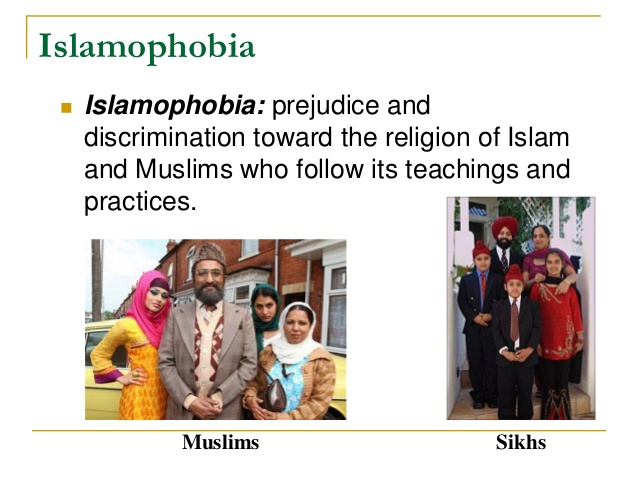 Islamophobia
Islamophobia: prejudice and
discrimination toward the religion of Islam
and Muslims who follow its teachings and
practices.
Muslims
Sikhs